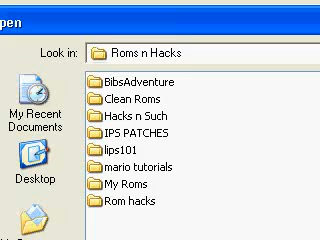 pen
Look in: Roms n Hacks
My Recent
Documents
Desktop
BibsAdventure
Clean Roms
Hacks n Such
IPS PATCHES
lips101
mario tutorials
My Roms
Rom hacks